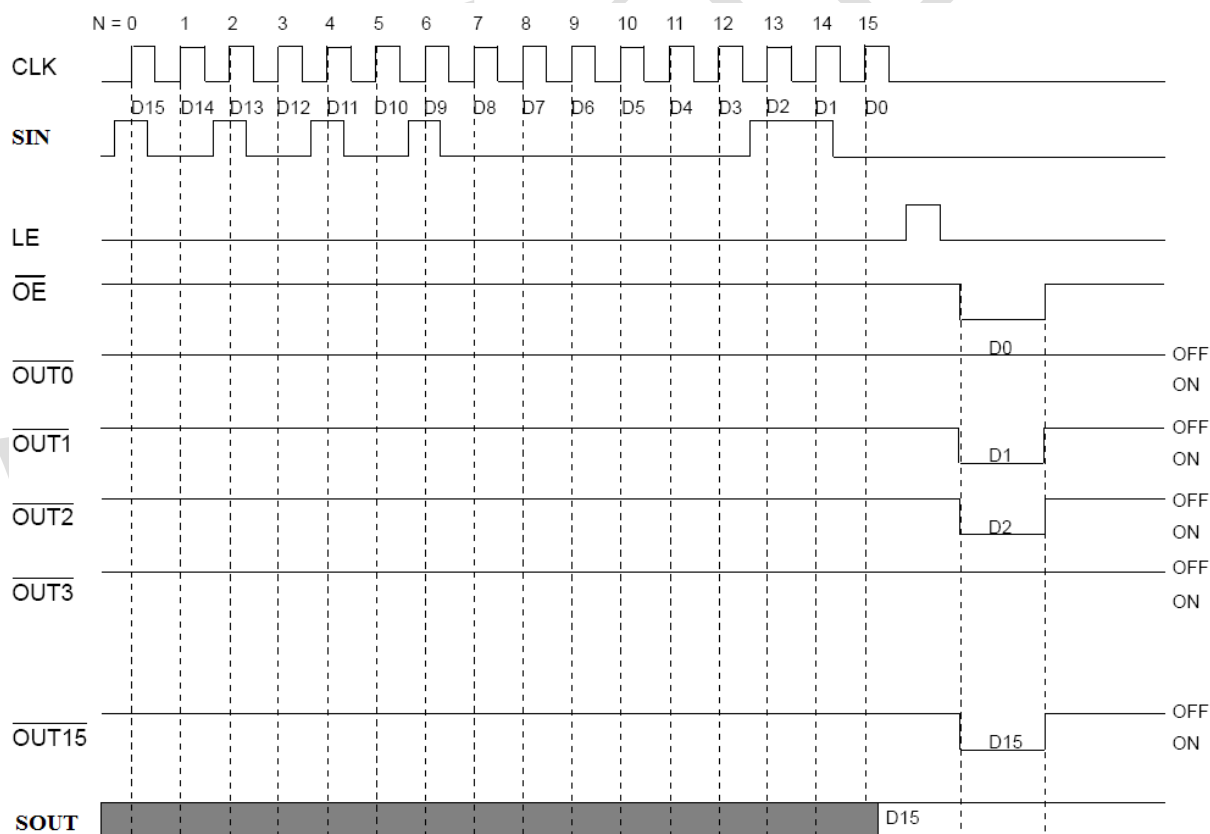 N = 0 1 2 3 4 5 6 7 8 9 10 11 12 13 14 15
CLK
D15 D14 D13 D12 D11 D10 D9 D8 D7 D6 D5 D4 D3 D2 D1 D0
SIN
LE
OE
D0
OFF
OUT0
ON
OFF
OUT1
D1
ON
OFF
OUT2
D2
ON
OFF
OUT3
ON
OFF
OUT15
D15
ON
SOUT
D15